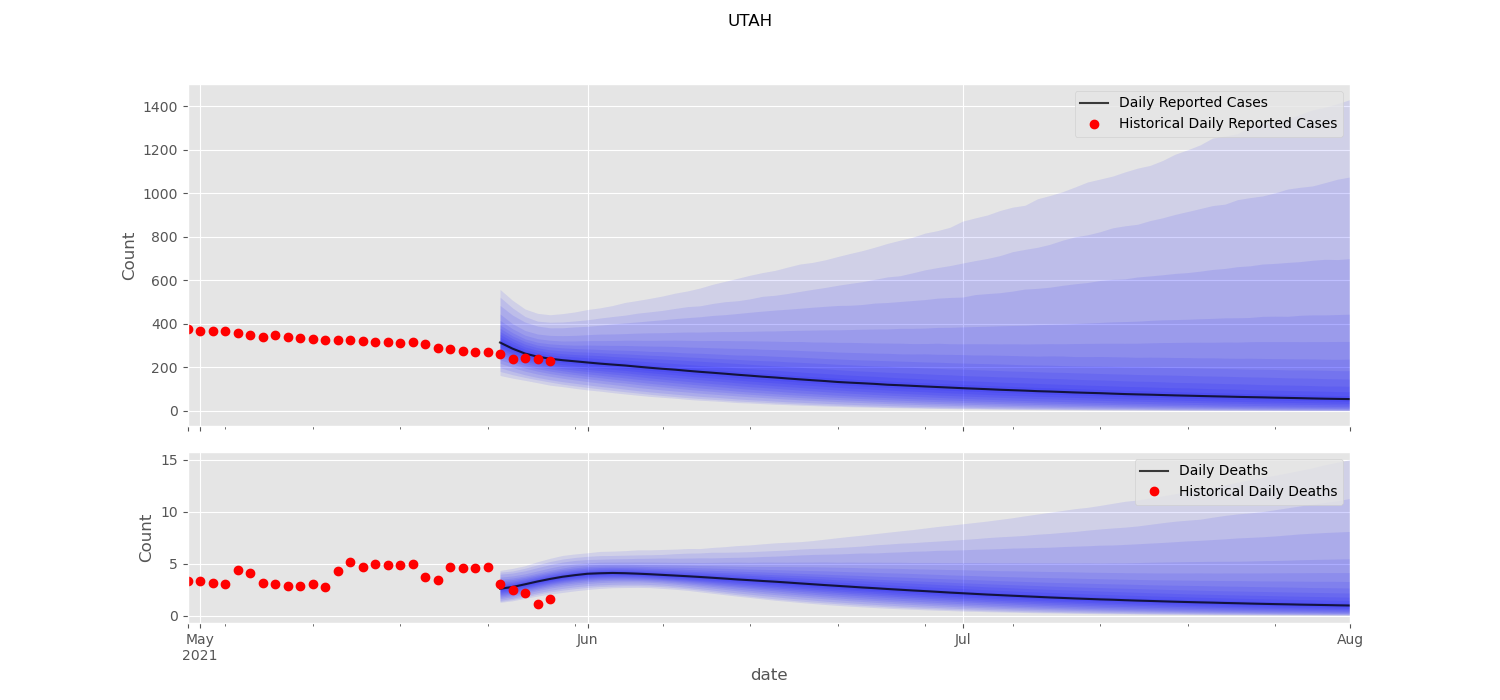 UTAH
1400
1200
1000
800
600
400
200
0
Count
Daily Reported Cases
Historical Daily Reported Cases
15
10
5
0
Count
Daily Deaths
Historical Daily Deaths
May
2021
Jun
Jul
Aug
date